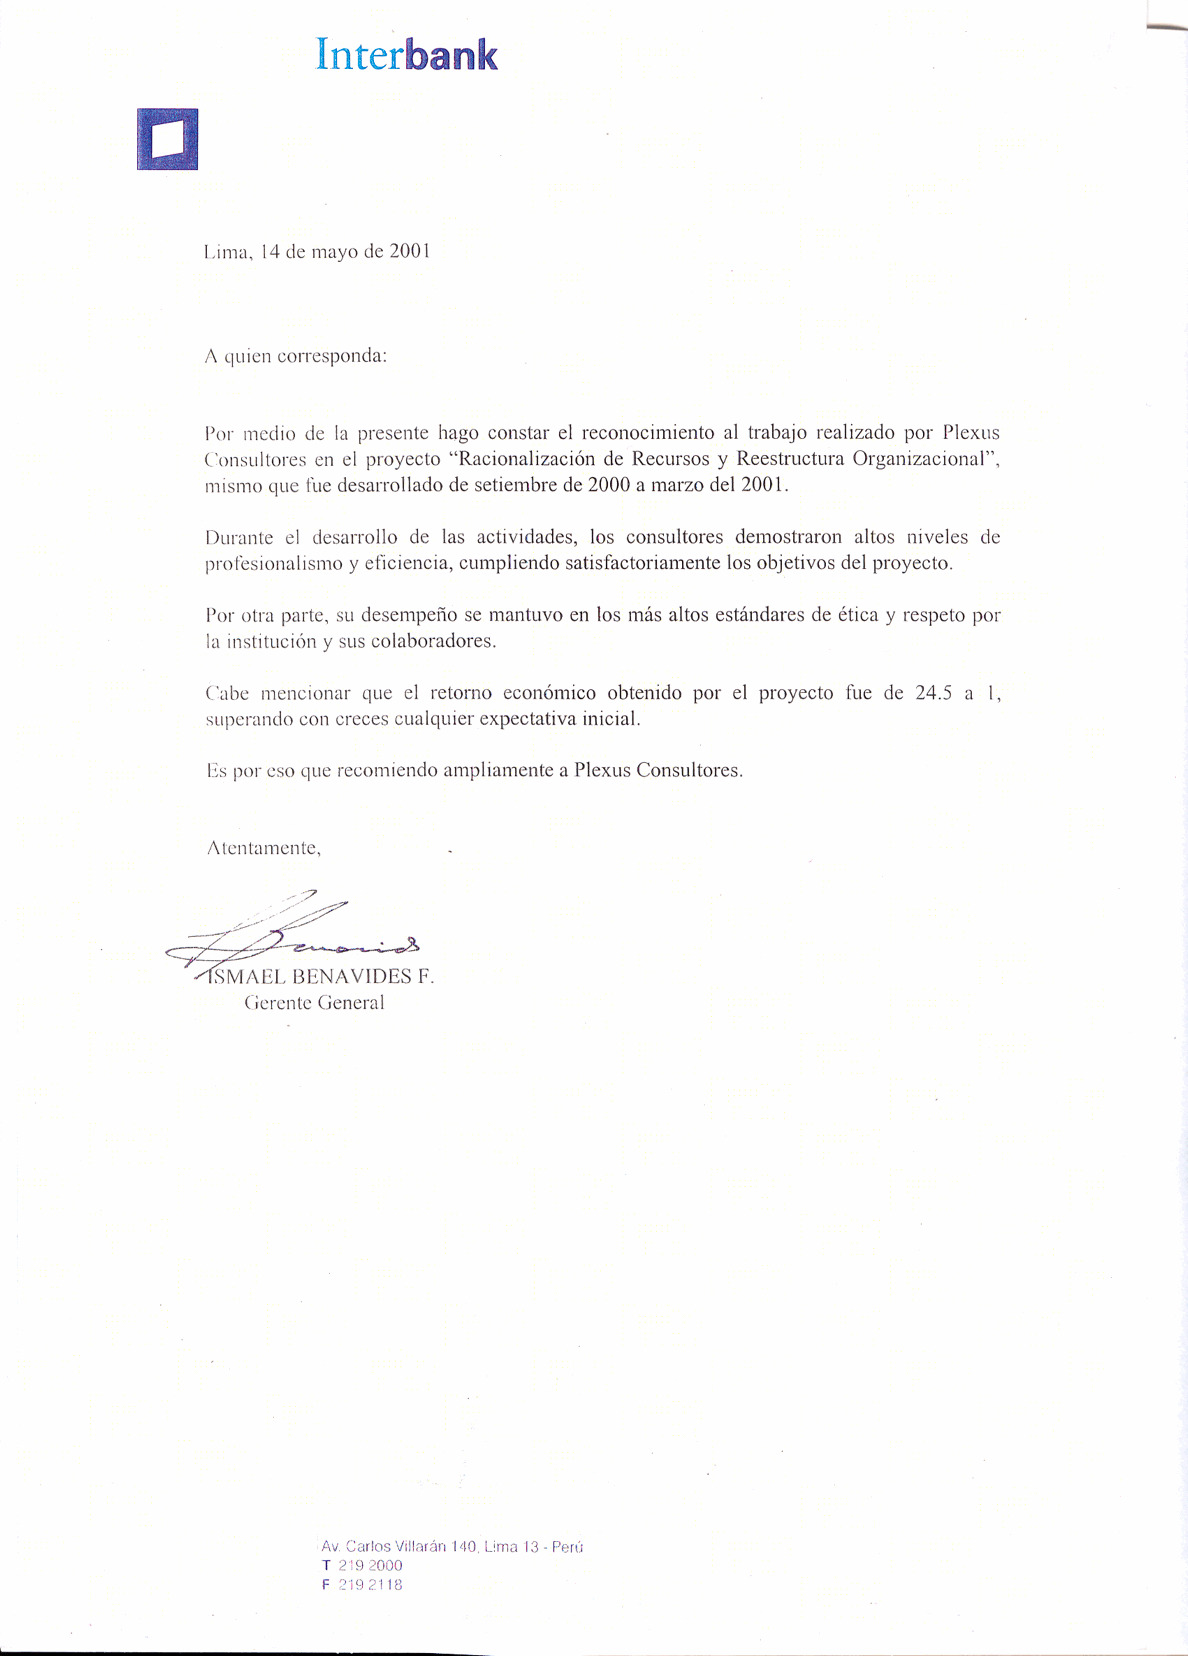 Interbank
Lima, 14 de mayo de 2001
A quien corresponda:
Por medio de la presente hago constar el reconocimiento al trabajo realizado por Plexus
Consultores en el proyecto “Racionalización de Recursos y Reestructura Organizacional”,
mismo que fue desarrollado de setiembre de 2000 a marzo del 2001.
Durante el desarrollo de las actividades, los consultores demostraron altos niveles de
profesionalismo y eficiencia, cumpliendo satisfactoriamente los objetivos del proyecto.
Por otra parte, su desempeño se mantuvo en los más altos estándares de ética y respeto por
la institución y sus colaboradores.
Cabe mencionar que el retorno económico obtenido por el proyecto fue de 24.5 a 1,
superando con creces cualquier expectativa inicial.
Es por eso que recomiendo ampliamente a Plexus Consultores.
Atentamente,
ISMAEL BENAVIDES F.
Gerente General
Av. Carlos Villarán 140, Lima 13 - Perú
T 219 2000
F 219 2118